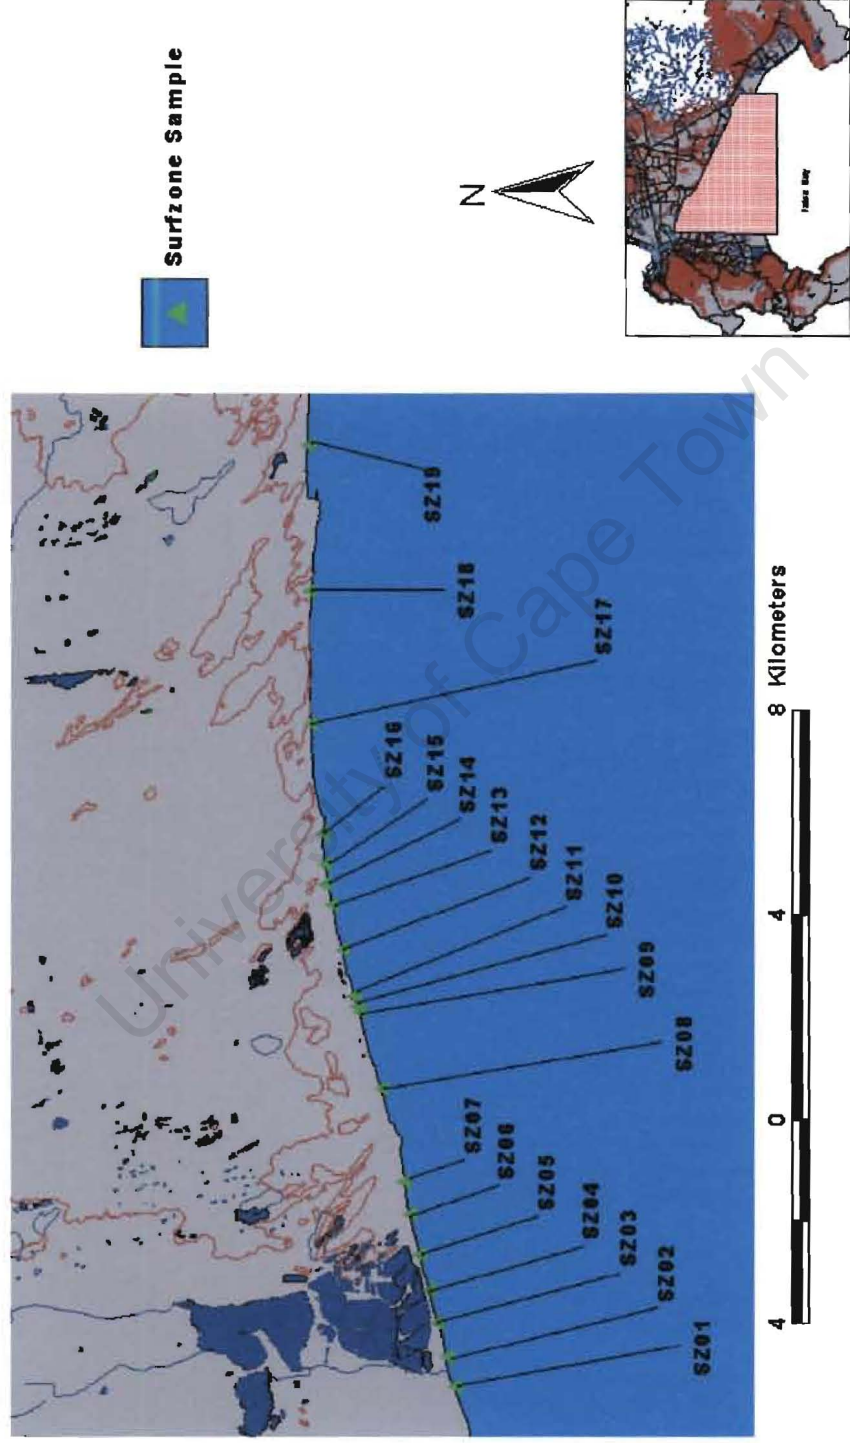 Surfzone Sample
N
False Bay
SZ01
SZ02
SZ03
SZ04
SZ05
SZ06
SZ07
SZ08
SZ09
SZ10
SZ11
SZ12
SZ13
SZ14
SZ15
SZ16
SZ17
SZ18
SZ19
4 0 4 8 Kilometers
University of Cape Town